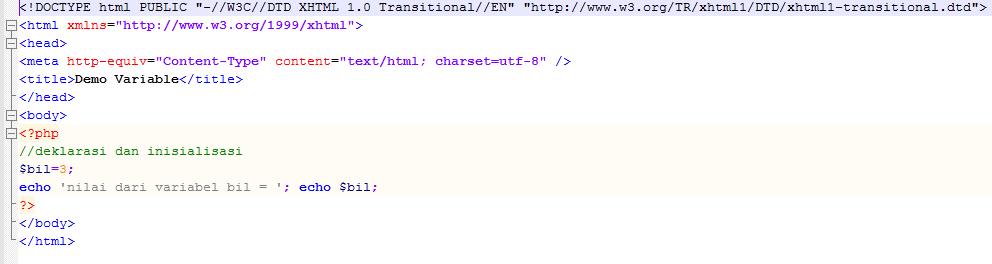 <!DOCTYPE html PUBLIC "-//W3C//DTD XHTML 1.0 Transitional//EN" "http://www.w3.org/TR/xhtml1/DTD/xhtml1-transitional.dtd">
<html xmlns="http://www.w3.org/1999/xhtml">
<head>
<meta http-equiv="Content-Type" content="text/html; charset=utf-8" />
<title>Demo Variable</title>
</head>
<body>
<?php
//deklarasi dan inisialisasi
$bil=3;
echo 'nilai dari variabel bil = '; echo $bil;
?>
</body>
</html>